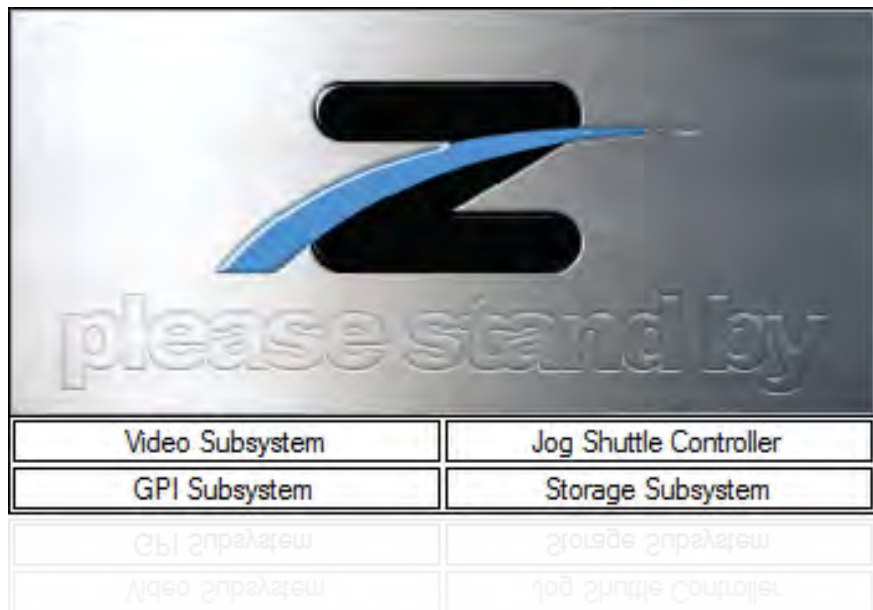 Z
please stand by
Video Subsystem Jog Shuttle Controller
GPI Subsystem Storage Subsystem